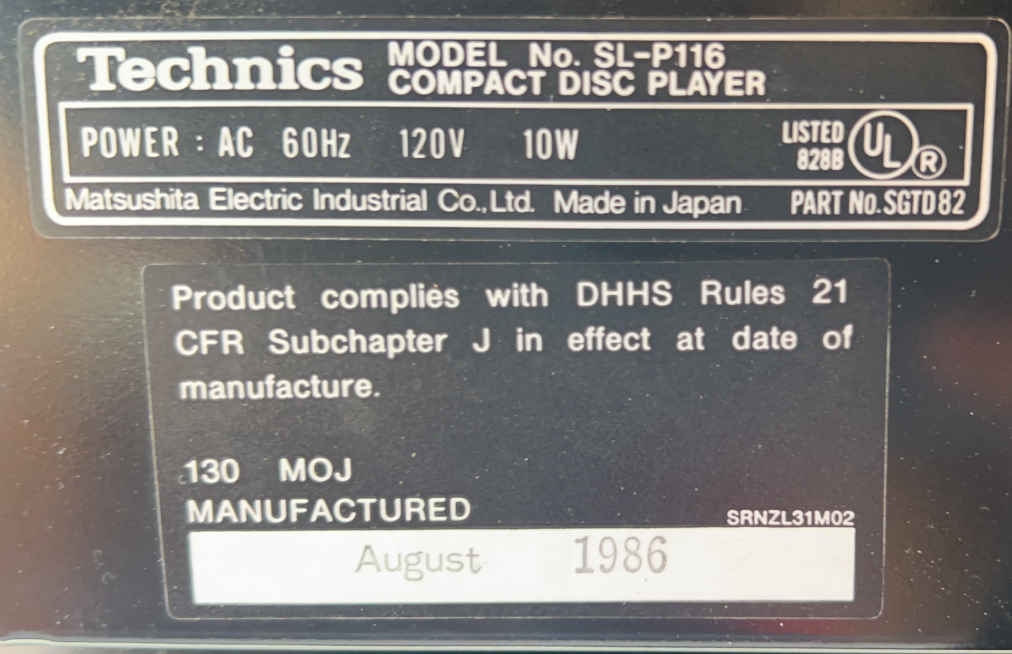 Technics MODEL No. SL-P116
COMPACT DISC PLAYER
POWER : AC 60Hz 120V 10W
LISTED
828B
UL ®
Matsushita Electric Industrial Co., Ltd. Made in Japan PART No. SGTD82
Product complies with DHHS Rules 21
CFR Subchapter J in effect at date of
manufacture.
130 MOJ
MANUFACTURED
SRNZL31M02
August 1986